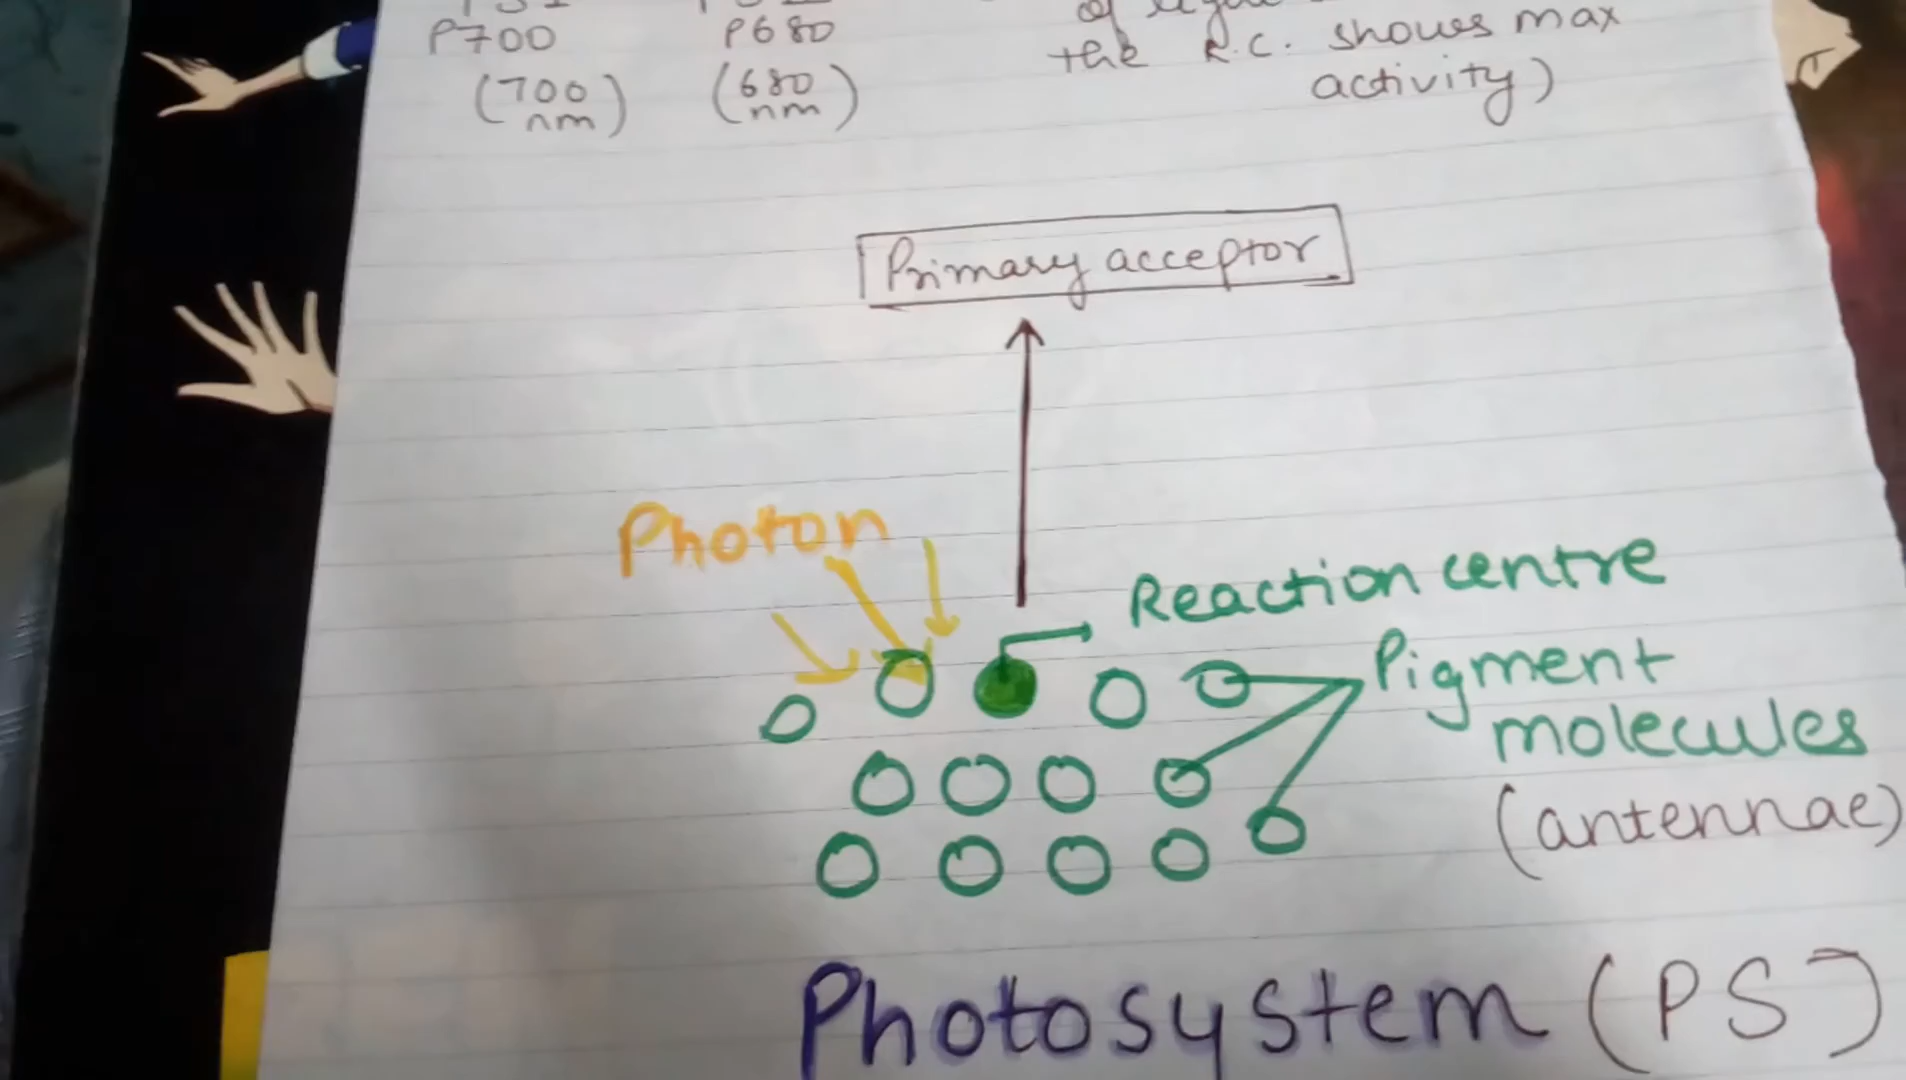 P700
P680
(700 nm)
(680 nm)
the R.C. shows max
activity)
Primary acceptor
Photon
Reaction centre
Pigment
molecules
(antennae)
Photosystem (PS)